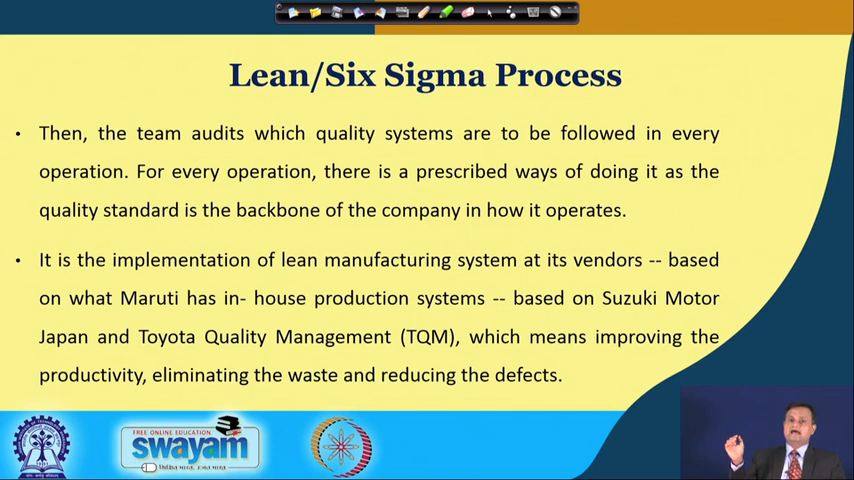 Lean/Six Sigma Process
• Then, the team audits which quality systems are to be followed in every
operation. For every operation, there is a prescribed ways of doing it as the
quality standard is the backbone of the company in how it operates.
• It is the implementation of lean manufacturing system at its vendors -- based
on what Maruti has in- house production systems -- based on Suzuki Motor
Japan and Toyota Quality Management (TQM), which means improving the
productivity, eliminating the waste and reducing the defects.
FREE ONLINE EDUCATION
swayam